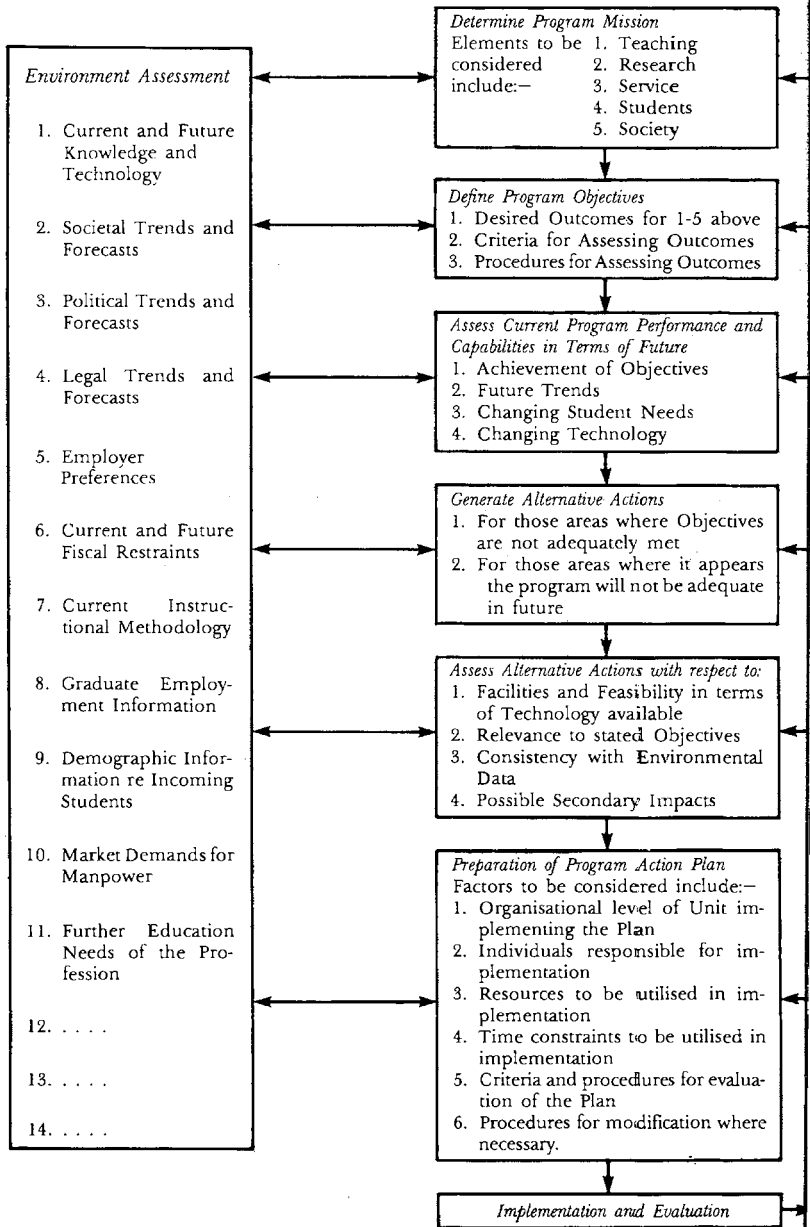 Environment Assessment
1. Current and Future
Knowledge and
Technology
2. Societal Trends and
Forecasts
3. Political Trends and
Forecasts
4. Legal Trends and
Forecasts
5. Employer
Preferences
6. Current and Future
Fiscal Restraints
7. Current Instruc-
tional Methodology
8. Graduate Employ-
ment Information
9. Demographic Infor-
mation re Incoming
Students
10. Market Demands for
Manpower
11. Further Education
Needs of the Pro-
fession
12. . . . .
13. . . . .
14. . . . .
Determine Program Mission
Elements to be 1. Teaching
considered 2. Research
include:– 3. Service
4. Students
5. Society
Define Program Objectives
1. Desired Outcomes for 1-5 above
2. Criteria for Assessing Outcomes
3. Procedures for Assessing Outcomes
Assess Current Program Performance and
Capabilities in Terms of Future
1. Achievement of Objectives
2. Future Trends
3. Changing Student Needs
4. Changing Technology
Generate Alternative Actions
1. For those areas where Objectives
are not adequately met
2. For those areas where it appears
the program will not be adequate
in future
Assess Alternative Actions with respect to:
1. Facilities and Feasibility in terms
of Technology available
2. Relevance to stated Objectives
3. Consistency with Environmental
Data
4. Possible Secondary Impacts
Preparation of Program Action Plan
Factors to be considered include:–
1. Organisational level of Unit im-
plementing the Plan
2. Individuals responsible for im-
plementation
3. Resources to be utilised in im-
plementation
4. Time constraints to be utilised in
implementation
5. Criteria and procedures for evalua-
tion of the Plan
6. Procedures for modification where
necessary.
Implementation and Evaluation